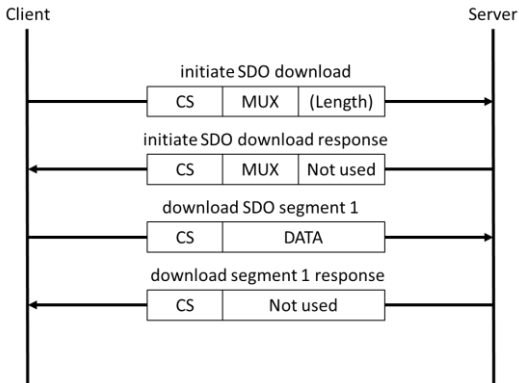 Client Server
initiate SDO download
CS MUX (Length)
initiate SDO download response
CS MUX Not used
download SDO segment 1
CS DATA
download segment 1 response
CS Not used